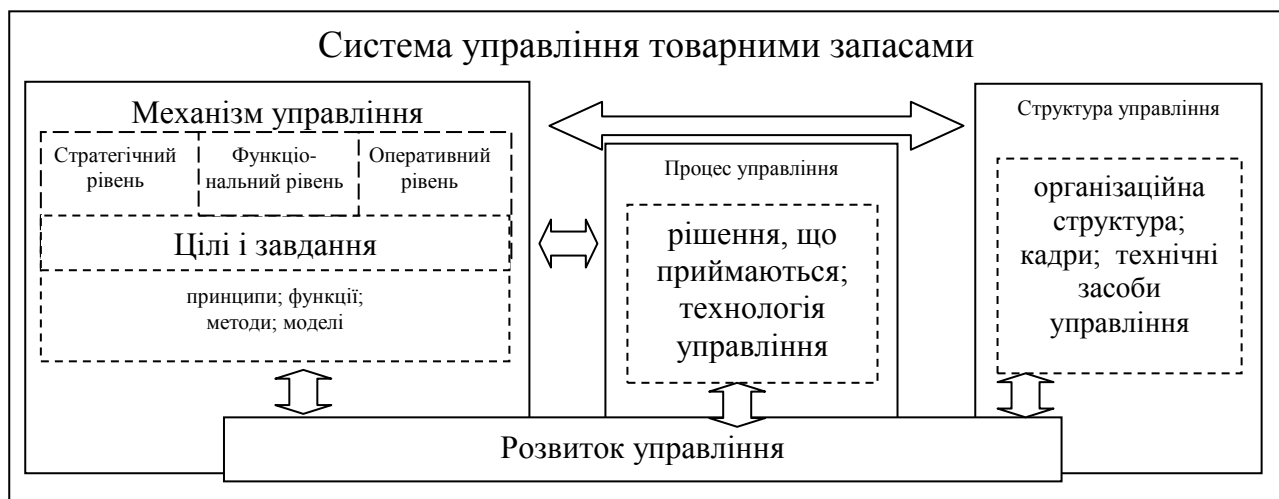 Система управління товарними запасами
Механізм управління
Стратегічний
рівень
Функціо-
нальний рівень
Оперативний
рівень
Цілі і завдання
принципи; функції;
методи; моделі
Процес управління
рішення, що
приймаються;
технологія
управління
Структура управління
організаційна
структура;
кадри; технічні
засоби
управління
Розвиток управління